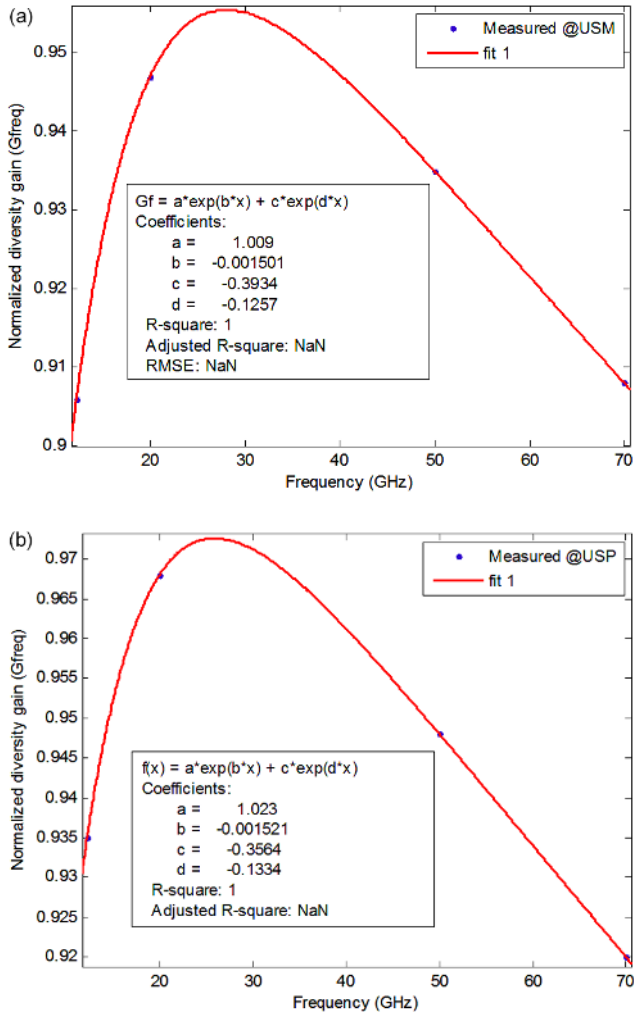 (a)
Measured @USM
fit 1
0.95
0.94
0.93
0.92
0.91
0.9
Normalized diversity gain (Gfreq)
Gf = a*exp(b*x) + c*exp(d*x)
Coefficients:
a = 1.009
b = -0.001501
c = -0.3934
d = -0.1257
R-square: 1
Adjusted R-square: NaN
RMSE: NaN
20 30 40 50 60 70
Frequency (GHz)
(b)
Measured @USP
fit 1
0.97
0.965
0.96
0.955
0.95
0.945
0.94
0.935
0.93
0.925
0.92
Normalized diversity gain (Gfreq)
f(x) = a*exp(b*x) + c*exp(d*x)
Coefficients:
a = 1.023
b = -0.001521
c = -0.3564
d = -0.1334
R-square: 1
Adjusted R-square: NaN
20 30 40 50 60 70
Frequency (GHz)